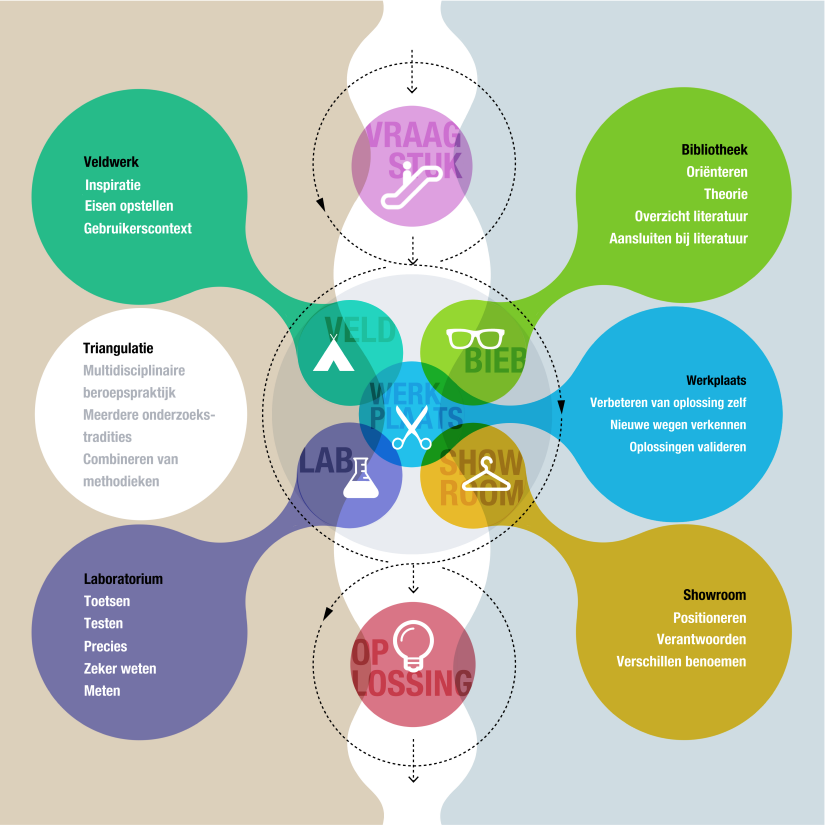 VRAAG
STUK
Veldwerk
Inspiratie
Eisen opstellen
Gebruikerscontext
Bibliotheek
Oriënteren
Theorie
Overzicht literatuur
Aansluiten bij literatuur
VELD
BIEB
Triangulatie
Multidisciplinaire
beroepspraktijk
Meerdere onderzoeks-
tradities
Combineren van
methodieken
WERK
PLAATS
Werkplaats
Verbeteren van oplossing zelf
Nieuwe wegen verkennen
Oplossingen valideren
LAB
SHOW
ROOM
Laboratorium
Toetsen
Testen
Precies
Zeker weten
Meten
Showroom
Positioneren
Verantwoorden
Verschillen benoemen
OP
LOSSING